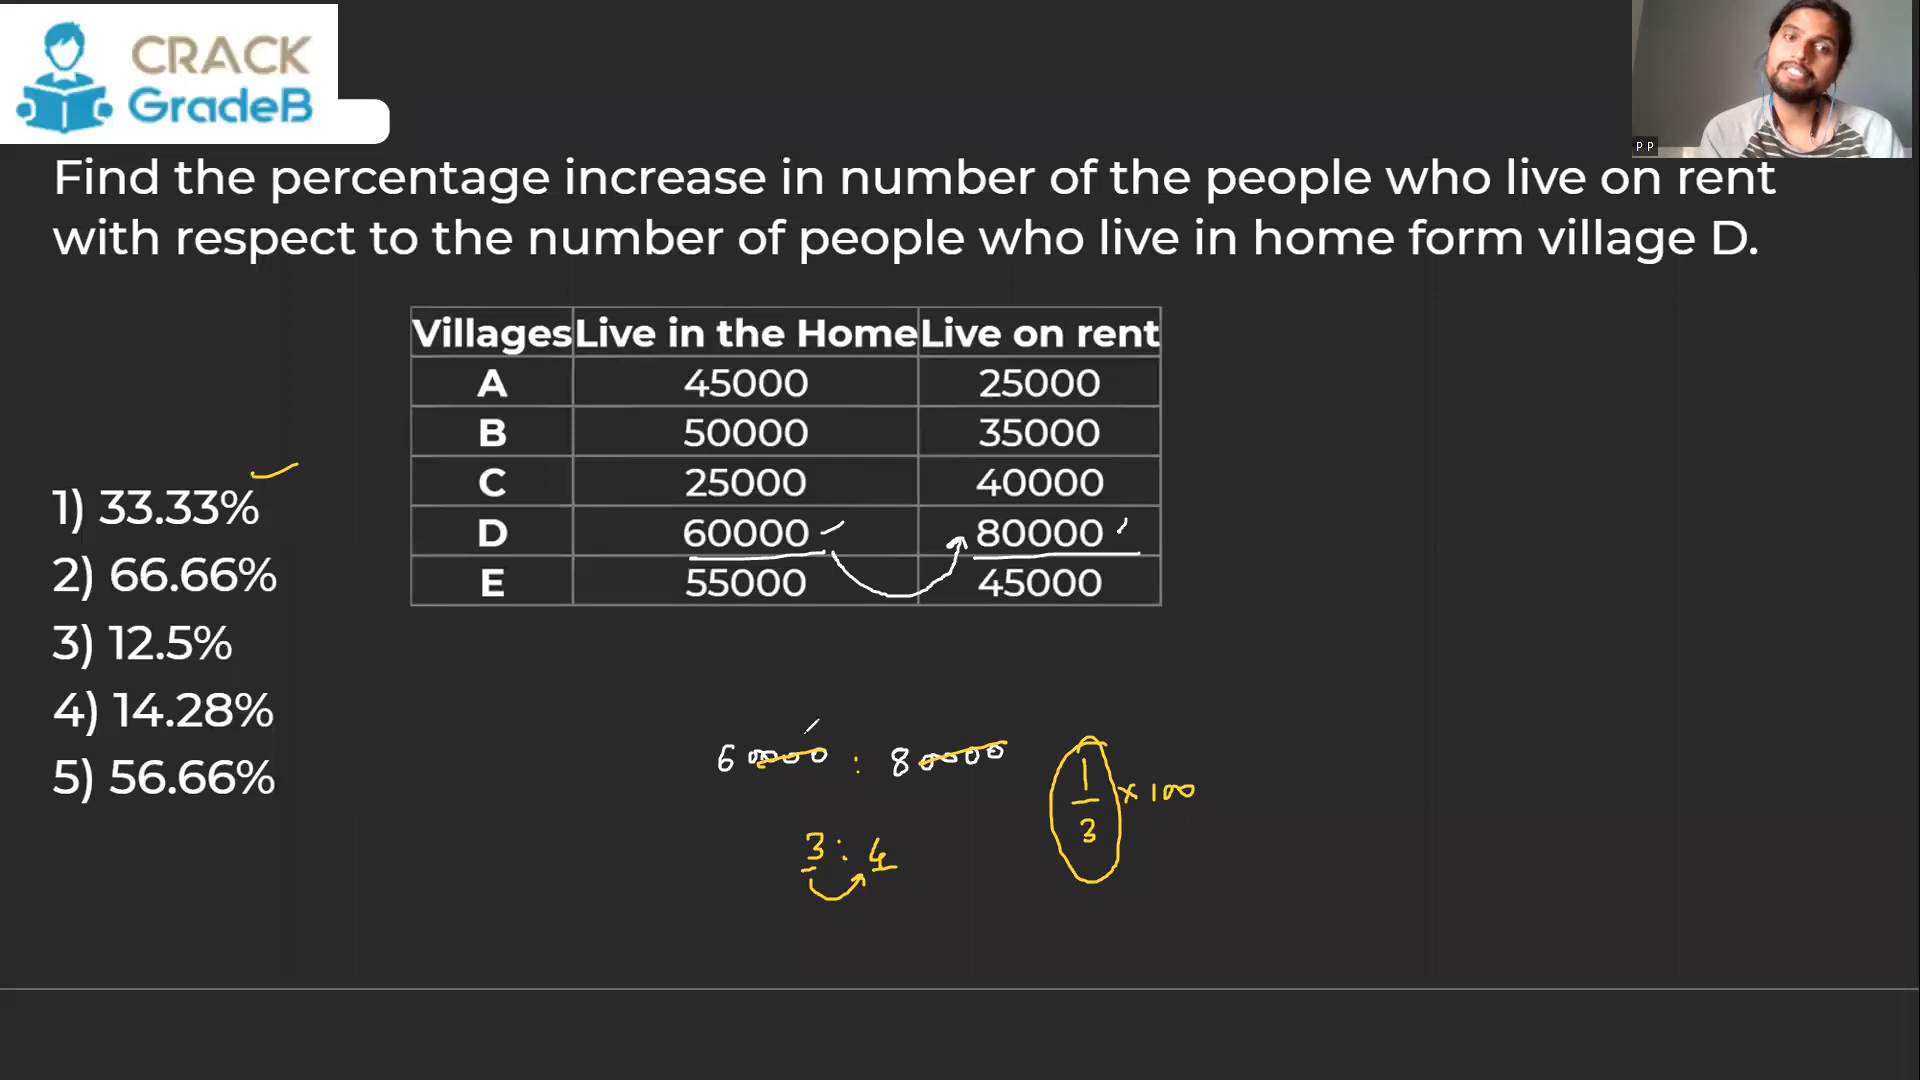 CRACK
GradeB
P P
Find the percentage increase in number of the people who live on rent
with respect to the number of people who live in home form village D.
Villages Live in the Home Live on rent
A 45000 25000
B 50000 35000
C 25000 40000
D 60000 80000
E 55000 45000
1) 33.33%
2) 66.66%
3) 12.5%
4) 14.28%
5) 56.66%
60000 : 80000
3 : 4
1/3 × 100